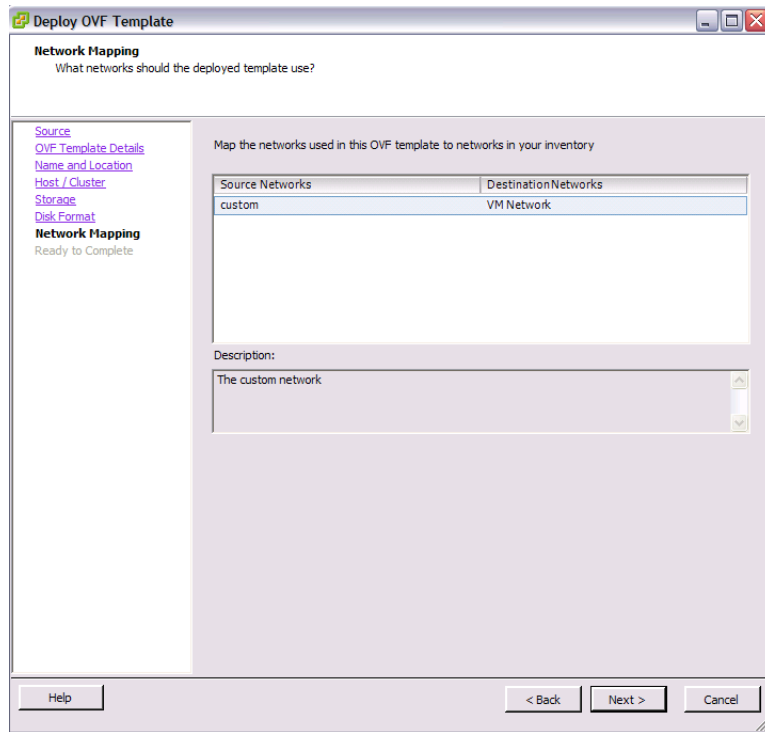 Deploy OVF Template
Network Mapping
What networks should the deployed template use?
Source
OVF Template Details
Name and Location
Host / Cluster
Storage
Disk Format
Network Mapping
Ready to Complete
Map the networks used in this OVF template to networks in your inventory
Source Networks Destination Networks
custom VM Network
Description:
The custom network
Help < Back Next > Cancel